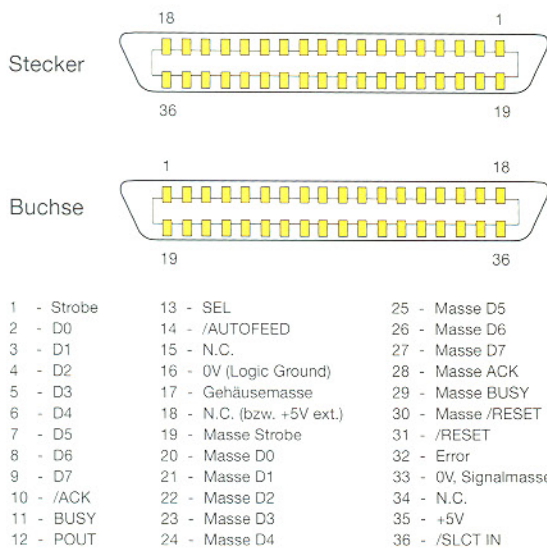 18 1
Stecker
36 19
1 18
Buchse
19 36
1 - Strobe
2 - D0
3 - D1
4 - D2
5 - D3
6 - D4
7 - D5
8 - D6
9 - D7
10 - /ACK
11 - BUSY
12 - POUT
13 - SEL
14 - /AUTOFEED
15 - N.C.
16 - 0V (Logic Ground)
17 - Gehäusemasse
18 - N.C. (bzw. +5V ext.)
19 - Masse Strobe
20 - Masse D0
21 - Masse D1
22 - Masse D2
23 - Masse D3
24 - Masse D4
25 - Masse D5
26 - Masse D6
27 - Masse D7
28 - Masse ACK
29 - Masse BUSY
30 - Masse /RESET
31 - /RESET
32 - Error
33 - 0V, Signalmasse
34 - N.C.
35 - +5V
36 - /SLCT IN